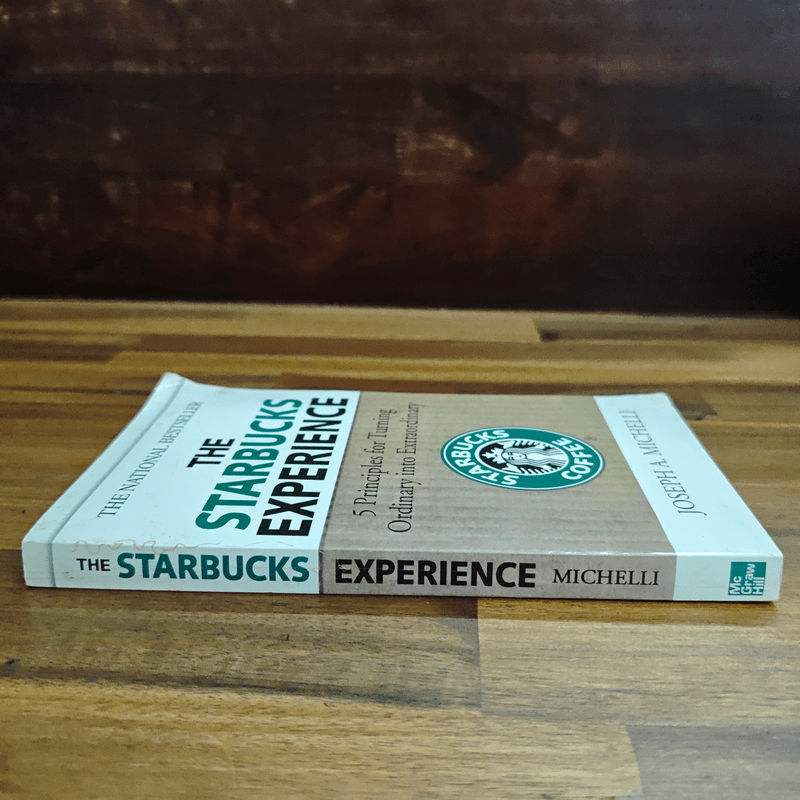 THE NATIONAL BESTSELLER
THE
STARBUCKS
EXPERIENCE
5 Principles for Turning
Ordinary into Extraordinary
STARBUCKS
COFFEE
JOSEPH A. MICHELLI
THE STARBUCKS EXPERIENCE MICHELLI
Mc
Graw
Hill